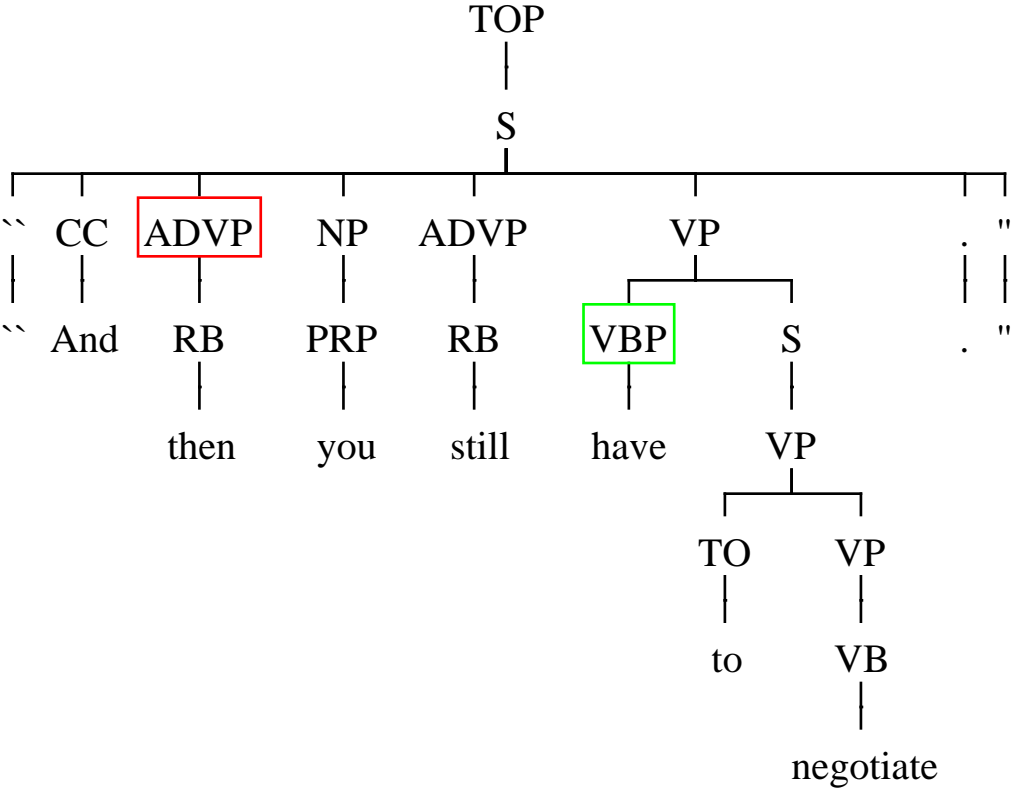 TOP
S
`` CC ADVP NP ADVP VP . "
`` And RB PRP RB VBP S . "
then you still have VP
TO VP
to VB
negotiate